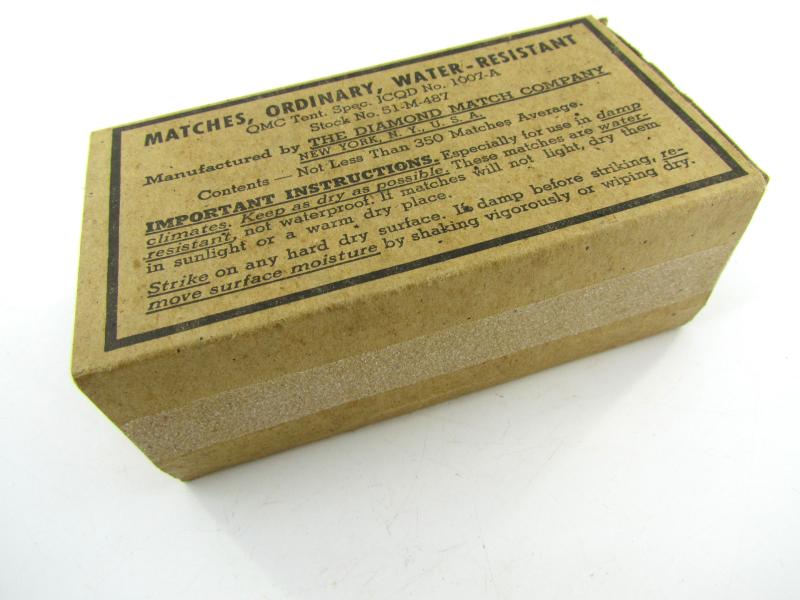 MATCHES, ORDINARY, WATER-RESISTANT
QMC Tent. Spec. JCQD No. 1007-A
Stock No. 51-M-487
Manufactured by THE DIAMOND MATCH COMPANY
NEW YORK, N. Y., U. S. A.
Contents — Not Less Than 350 Matches Average.
IMPORTANT INSTRUCTIONS. Especially for use in damp
climates. Keep as dry as possible. These matches are water-
resistant, not waterproof. If matches will not light, dry them
in sunlight or a warm dry place.
Strike on any hard dry surface. If damp before striking, re-
move surface moisture by shaking vigorously or wiping dry.